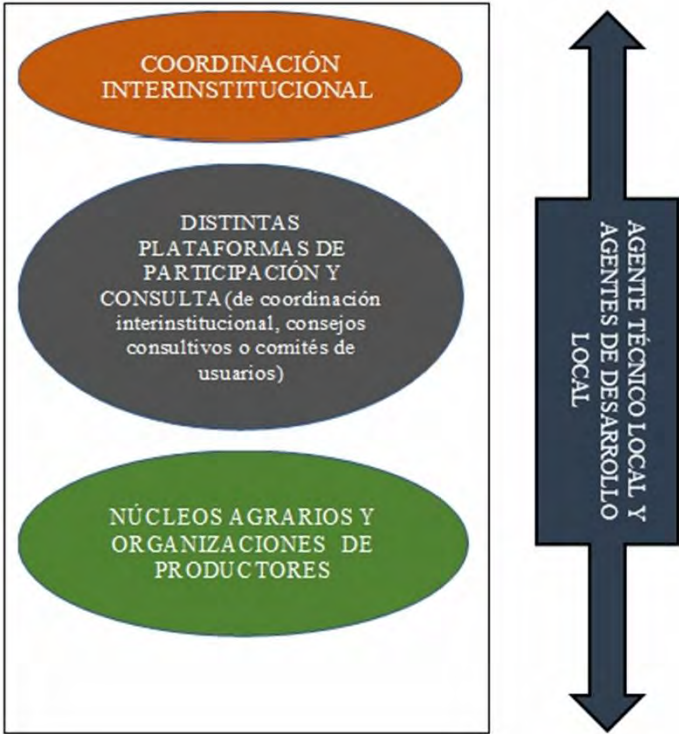 COORDINACIÓN
INTERINSTITUCIONAL
DISTINTAS
PLATAFORMAS DE
PARTICIPACIÓN Y
CONSULTA (de coordinación
interinstitucional, consejos
consultivos o comités de
usuarios)
NÚCLEOS AGRARIOS Y
ORGANIZACIONES DE
PRODUCTORES
AGENTE TÉCNICO LOCAL Y
AGENTES DE DESARROLLO
LOCAL